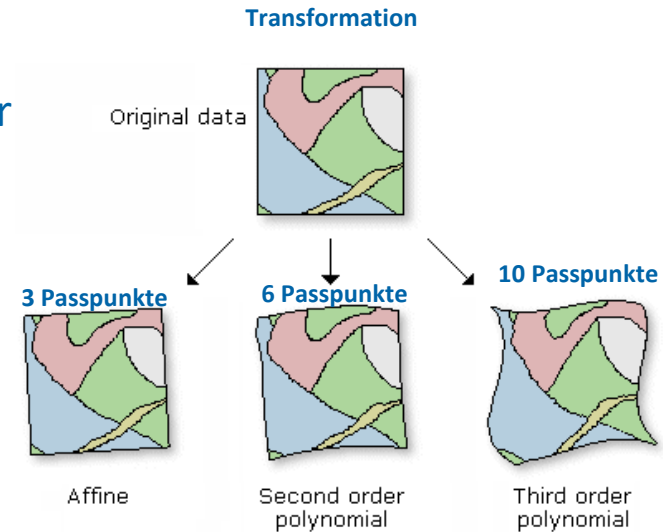 Transformation
r
Original data
3 Passpunkte
6 Passpunkte
10 Passpunkte
Affine
Second order
polynomial
Third order
polynomial